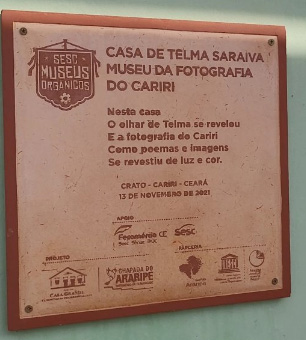 SESC
MUSEUS
ORGÂNICOS
CASA DE TELMA SARAIVA
MUSEU DA FOTOGRAFIA
DO CARIRI
Nesta casa
O olhar de Telma se revelou
E a fotografia do Cariri
Como poemas e imagens
Se revestiu de luz e cor.
CRATO - CARIRI - CEARÁ
13 DE NOVEMBRO DE 2021
APOIO
Fecomércio CE
Sesc
PROJETO
PARCERIA
CHAPADA DO
ARARIPE